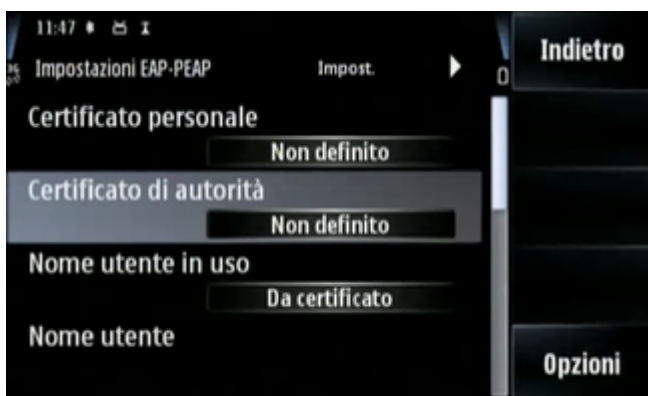 11:47
Impostazioni EAP-PEAP Impost.
Indietro
Certificato personale
Non definito
Certificato di autorità
Non definito
Nome utente in uso
Da certificato
Nome utente
Opzioni